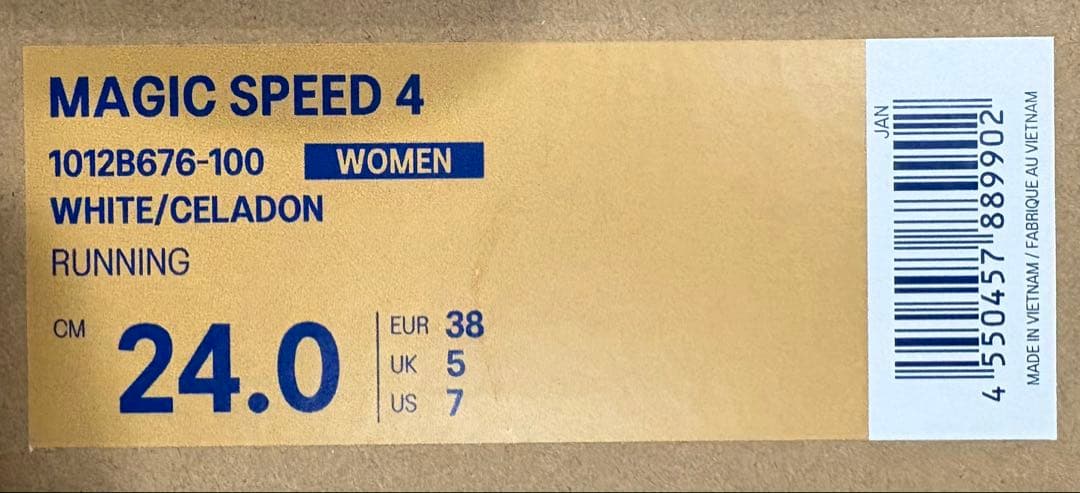 MAGIC SPEED 4
1012B676-100 WOMEN
WHITE/CELADON
RUNNING
CM 24.0
EUR 38
UK 5
US 7
JAN
4 550457 889902
MADE IN VIETNAM / FABRIQUE AU VIETNAM